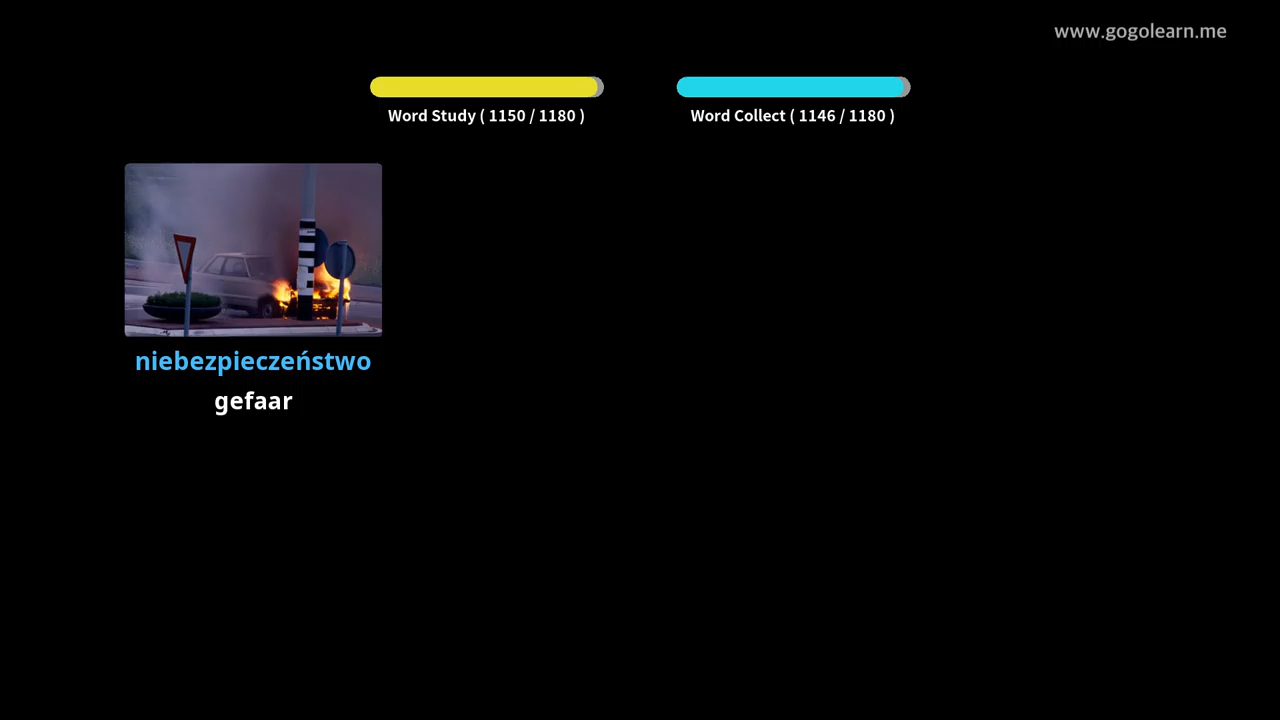 www.gogolearn.me
Word Study ( 1150 / 1180 )
Word Collect ( 1146 / 1180 )
niebezpieczeństwo
gefaar